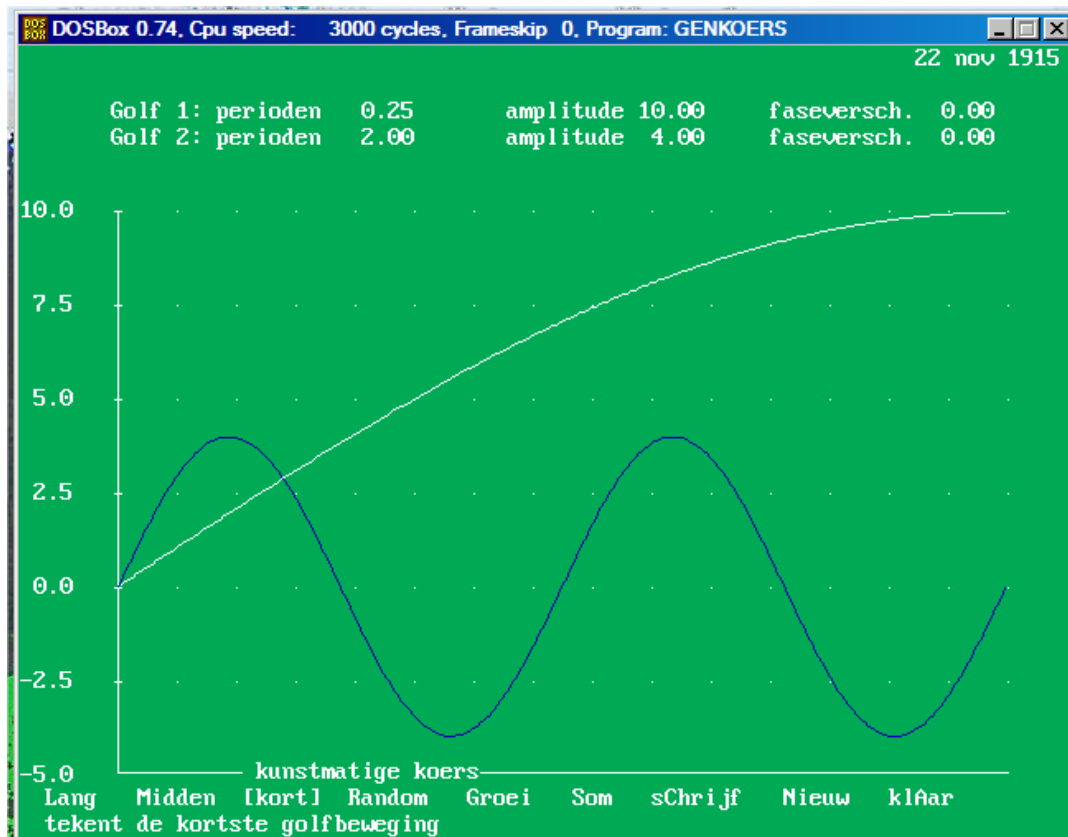 DOSBox 0.74, Cpu speed: 3000 cycles, Frameskip 0, Program: GENKOERS
22 nov 1915
Golf 1: perioden 0.25 amplitude 10.00 faseversch. 0.00
Golf 2: perioden 2.00 amplitude 4.00 faseversch. 0.00
10.0
7.5
5.0
2.5
0.0
-2.5
-5.0
kunstmatige koers
Lang Midden [kort] Random Groei Som sChrijf Nieuw klAar
tekent de kortste golfbeweging